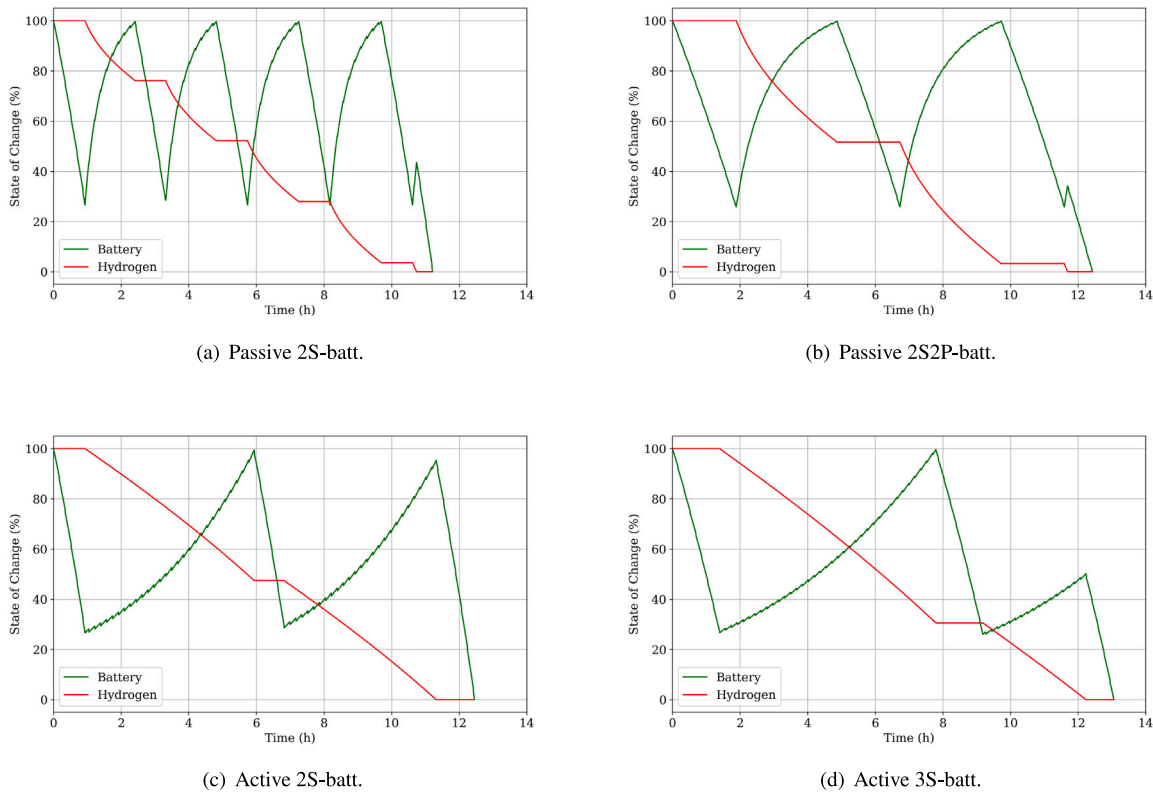 100
80
60
40
20
0
State of Change (%)
Battery
Hydrogen
0 2 4 6 8 10 12 14
Time (h)
(a) Passive 2S-batt.
100
80
60
40
20
0
State of Change (%)
Battery
Hydrogen
0 2 4 6 8 10 12 14
Time (h)
(b) Passive 2S2P-batt.
100
80
60
40
20
0
State of Change (%)
Battery
Hydrogen
0 2 4 6 8 10 12 14
Time (h)
(c) Active 2S-batt.
100
80
60
40
20
0
State of Change (%)
Battery
Hydrogen
0 2 4 6 8 10 12 14
Time (h)
(d) Active 3S-batt.